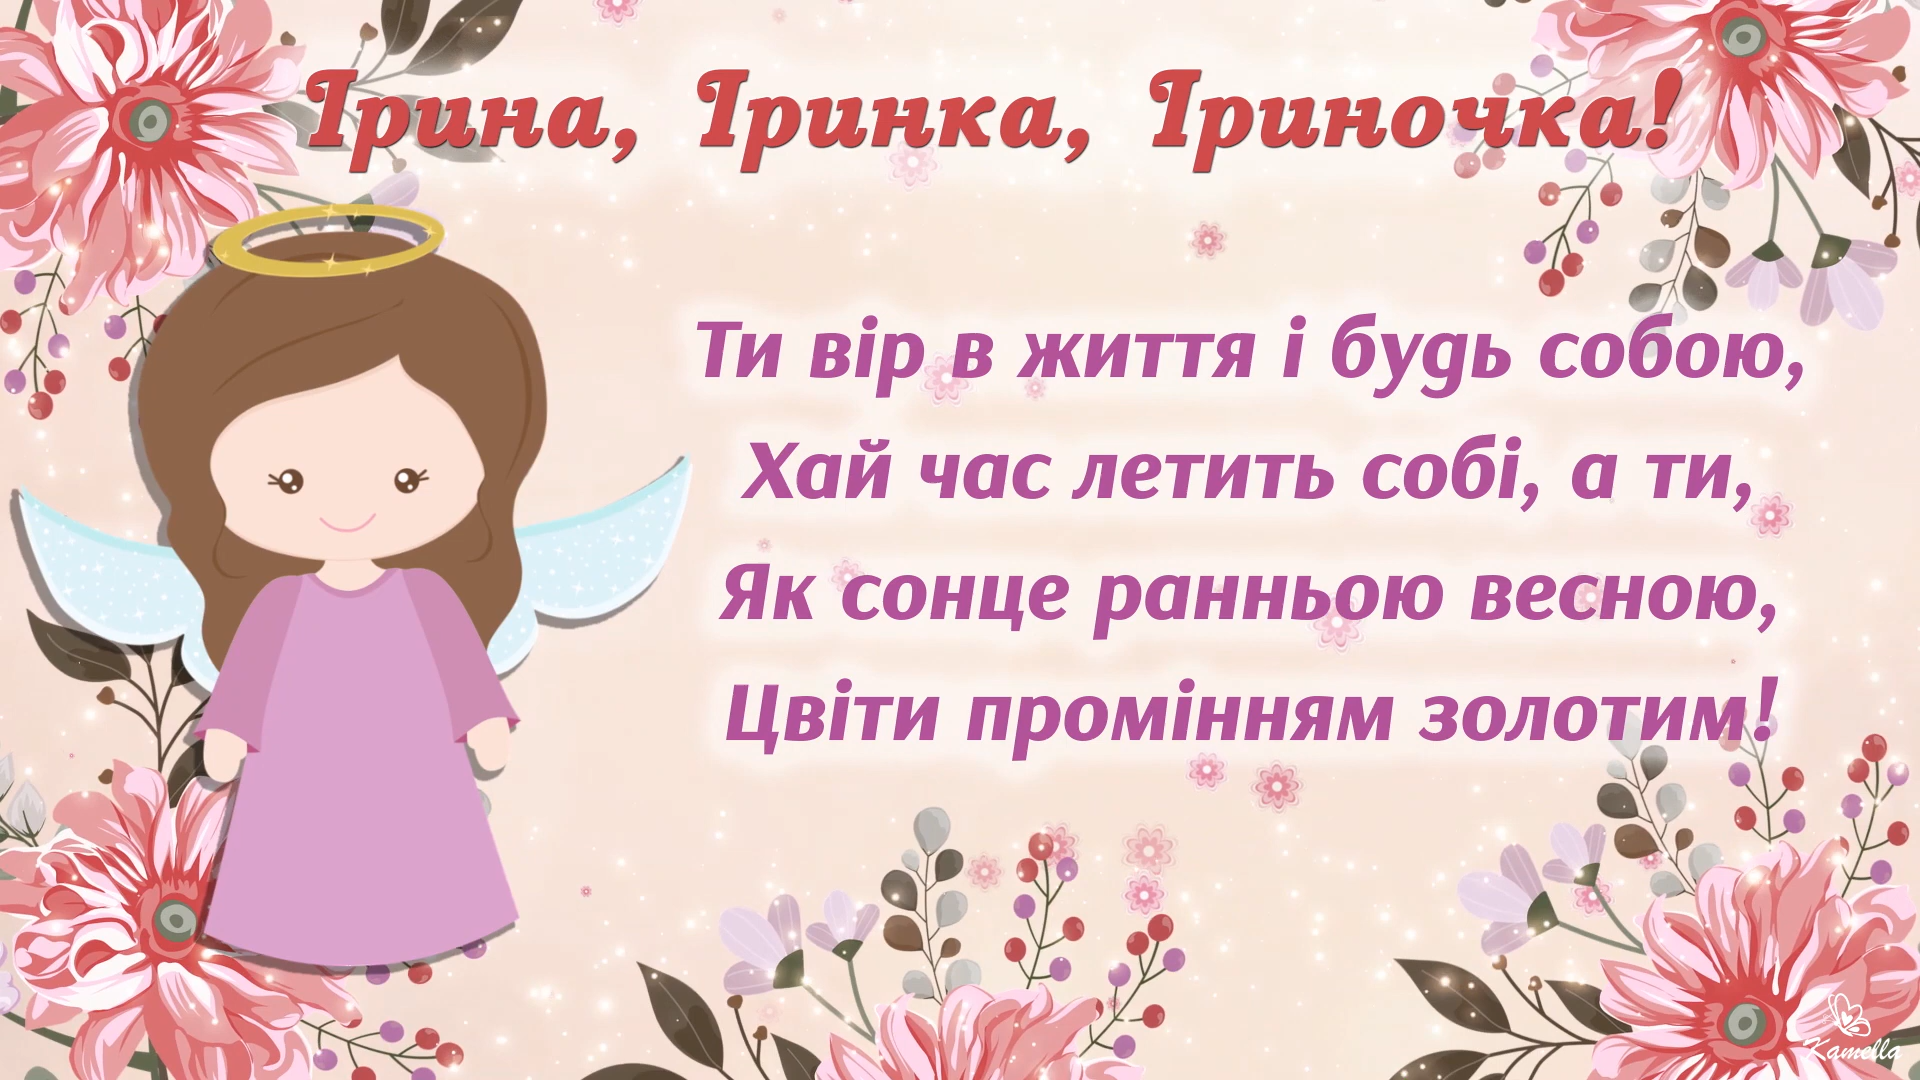 Ірина, Іринка, Іриночка!
Ти вір в життя і будь собою,
Хай час летить собі, а ти,
Як сонце ранньою весною,
Цвіти промінням золотим!
Kamella